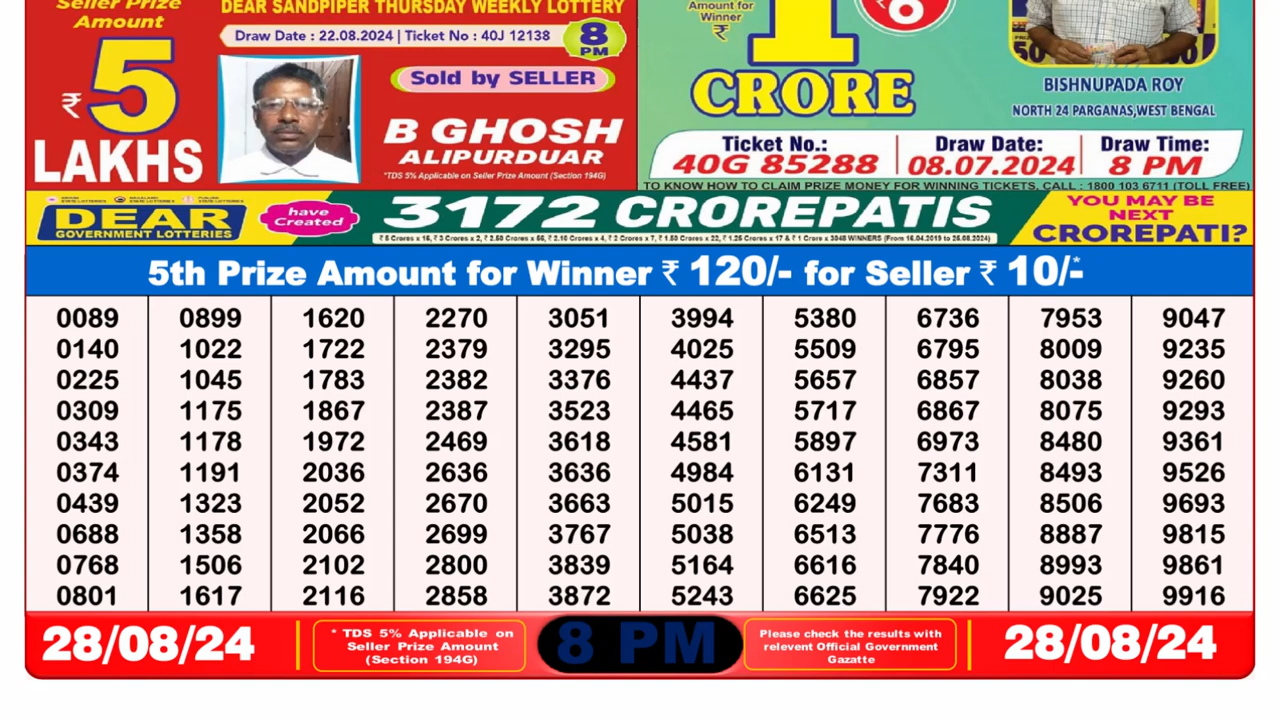 Seller Prize
Amount
₹5
LAKHS
DEAR SANDPIPER THURSDAY WEEKLY LOTTERY
Draw Date : 22.08.2024 | Ticket No : 40J 12138
8
PM
Sold by SELLER
B GHOSH
ALIPURDUAR
*TDS 5% Applicable on Seller Prize Amount (Section 194G)
Amount for
Winner
₹
1
CRORE
BISHNUPADA ROY
NORTH 24 PARGANAS,WEST BENGAL
Ticket No.: Draw Date: Draw Time:
40G 85288 08.07.2024 8 PM
TO KNOW HOW TO CLAIM PRIZE MONEY FOR WINNING TICKETS, CALL : 1800 103 6711 (TOLL FREE)
DEAR
GOVERNMENT LOTTERIES
have
Created
3172 CROREPATIS
YOU MAY BE
NEXT
CROREPATI?
5th Prize Amount for Winner ₹ 120/- for Seller ₹ 10/-*
0089 0899 1620 2270 3051 3994 5380 6736 7953 9047
0140 1022 1722 2379 3295 4025 5509 6795 8009 9235
0225 1045 1783 2382 3376 4437 5657 6857 8038 9260
0309 1175 1867 2387 3523 4465 5717 6867 8075 9293
0343 1178 1972 2469 3618 4581 5897 6973 8480 9361
0374 1191 2036 2636 3636 4984 6131 7311 8493 9526
0439 1323 2052 2670 3663 5015 6249 7683 8506 9693
0688 1358 2066 2699 3767 5038 6513 7776 8887 9815
0768 1506 2102 2800 3839 5164 6616 7840 8993 9861
0801 1617 2116 2858 3872 5243 6625 7922 9025 9916
28/08/24
* TDS 5% Applicable on
Seller Prize Amount
(Section 194G)
8 PM
Please check the results with
relevent Official Government
Gazatte
28/08/24